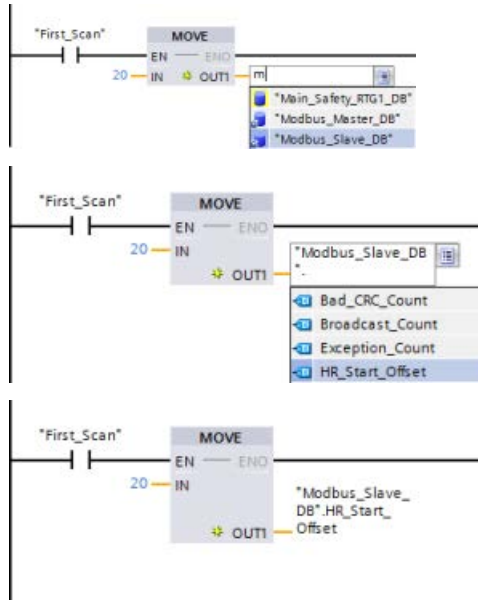 "First_Scan"
MOVE
EN ENO
20 IN OUT1 m
"Main_Safety_RTG1_DB"
"Modbus_Master_DB"
"Modbus_Slave_DB"
"First_Scan"
MOVE
EN ENO
20 IN
"Modbus_Slave_DB
OUT1 ".
Bad_CRC_Count
Broadcast_Count
Exception_Count
HR_Start_Offset
"First_Scan"
MOVE
EN ENO
20 IN
"Modbus_Slave_
DB".HR_Start_
OUT1 Offset